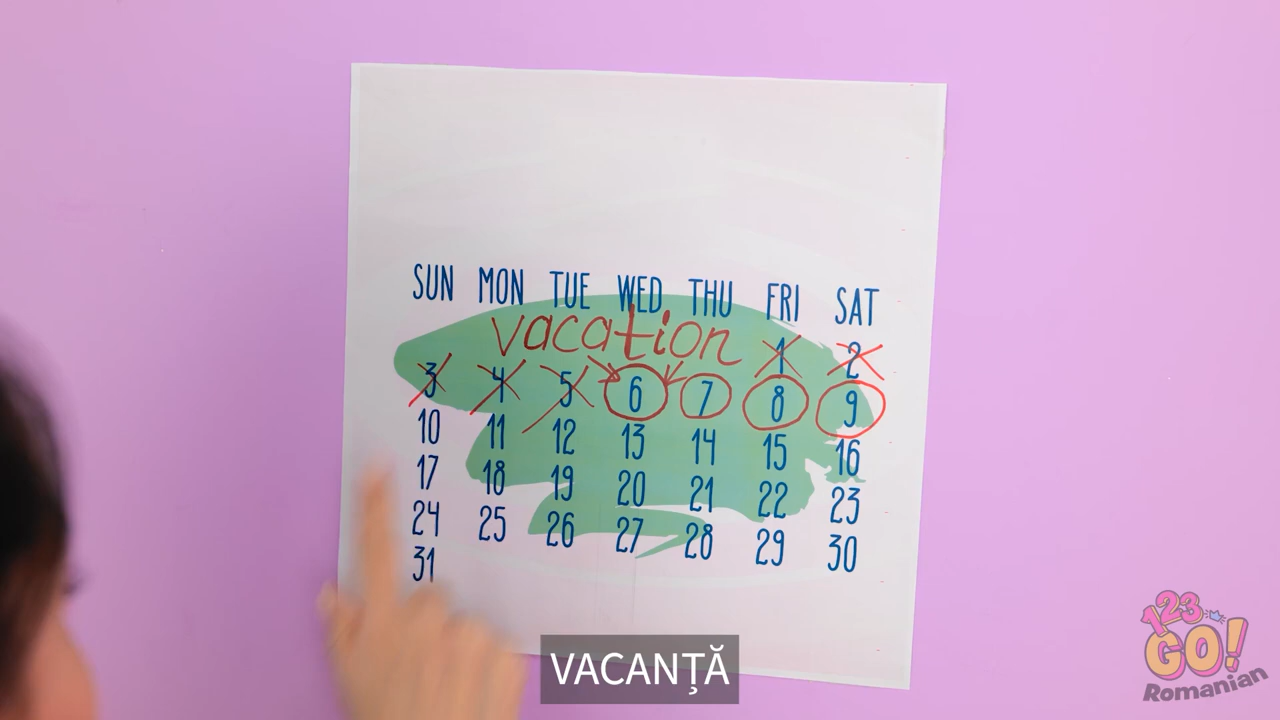 SUN MON TUE WED THU FRI SAT
vacation
1 2
3 4 5 6 7 8 9
10 11 12 13 14 15 16
17 18 19 20 21 22 23
24 25 26 27 28 29 30
31
VACANȚĂ
123
GO!
Romanian